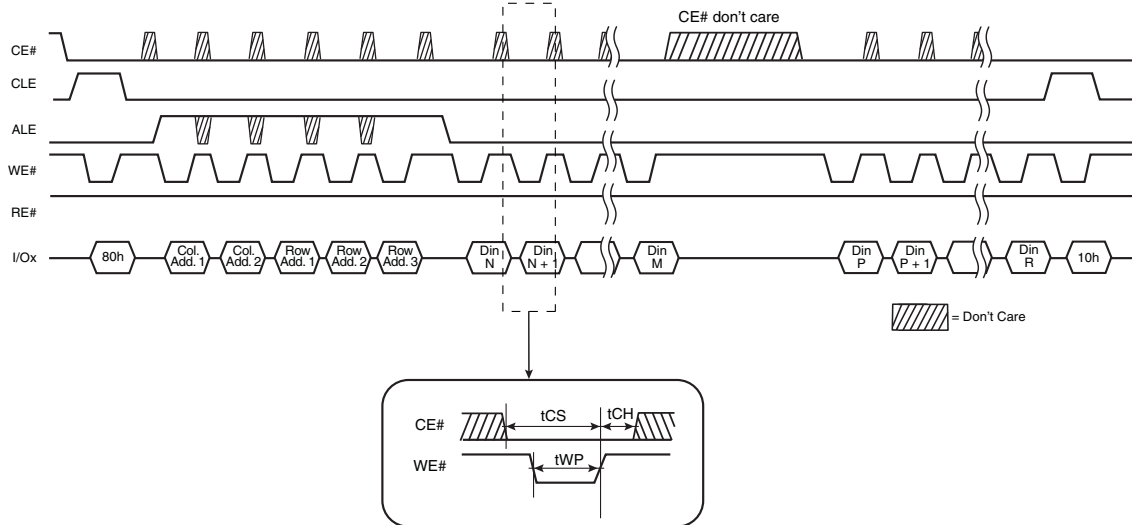 CE# don't care
CE#
CLE
ALE
WE#
RE#
I/Ox
80h
Col. Add. 1
Col. Add. 2
Row Add. 1
Row Add. 2
Row Add. 3
Din N
Din N + 1
Din M
Din P
Din P + 1
Din R
10h
= Don't Care
CE#
tCS
tCH
WE#
tWP